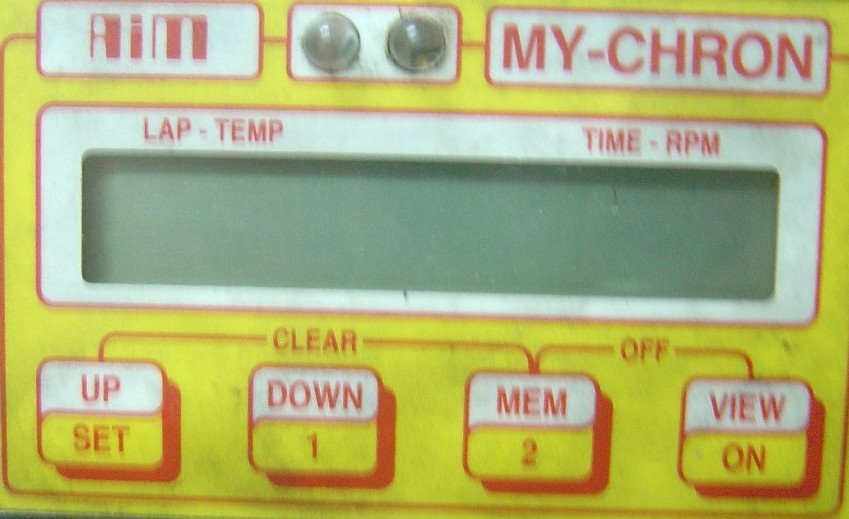 AiM MY-CHRON
LAP - TEMP TIME - RPM
CLEAR OFF
UP DOWN MEM VIEW
SET 1 2 ON